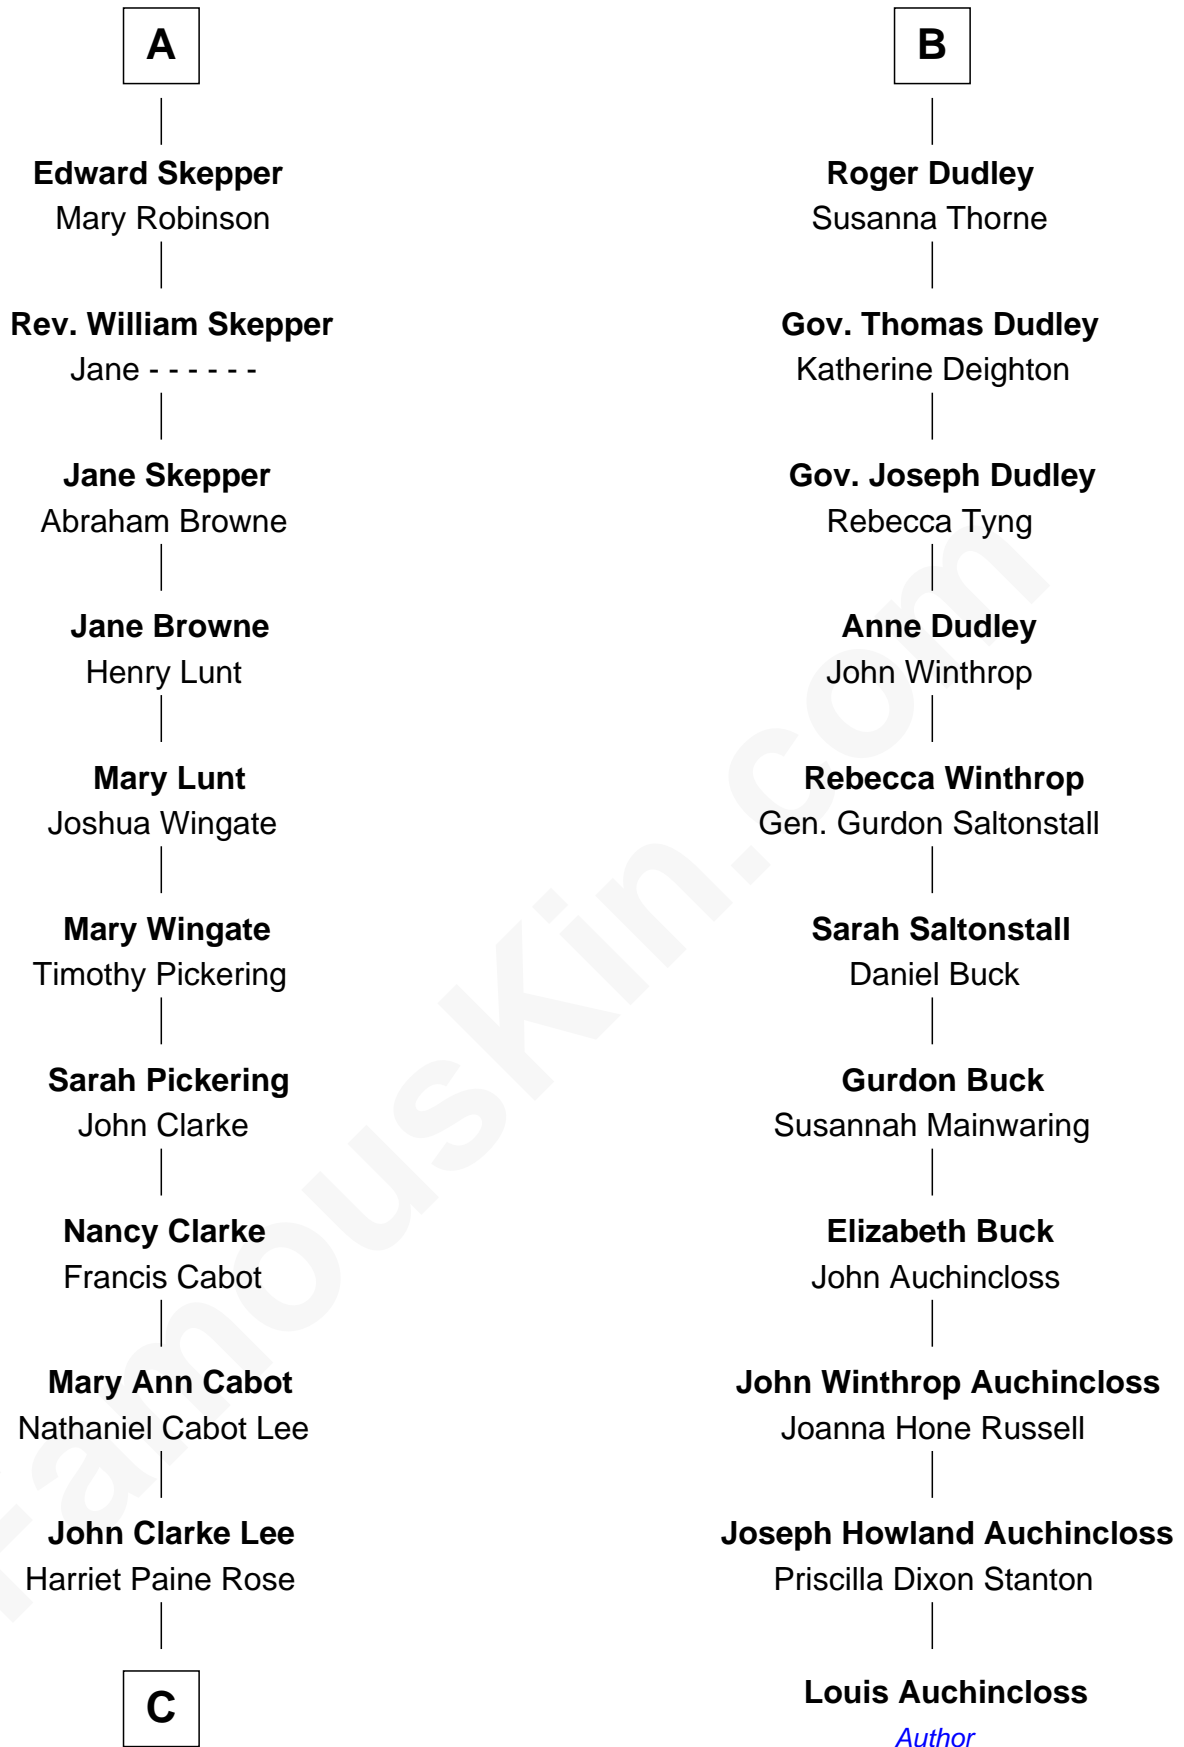 A
Edward Skepper
Mary Robinson
Rev. William Skepper
Jane - - - - - -
Jane Skepper
Abraham Browne
Jane Browne
Henry Lunt
Mary Lunt
Joshua Wingate
Mary Wingate
Timothy Pickering
Sarah Pickering
John Clarke
Nancy Clarke
Francis Cabot
Mary Ann Cabot
Nathaniel Cabot Lee
John Clarke Lee
Harriet Paine Rose
C
B
Roger Dudley
Susanna Thorne
Gov. Thomas Dudley
Katherine Deighton
Gov. Joseph Dudley
Rebecca Tyng
Anne Dudley
John Winthrop
Rebecca Winthrop
Gen. Gurdon Saltonstall
Sarah Saltonstall
Daniel Buck
Gurdon Buck
Susannah Mainwaring
Elizabeth Buck
John Auchincloss
John Winthrop Auchincloss
Joanna Hone Russell
Joseph Howland Auchincloss
Priscilla Dixon Stanton
Louis Auchincloss
Author
FamousKin.com